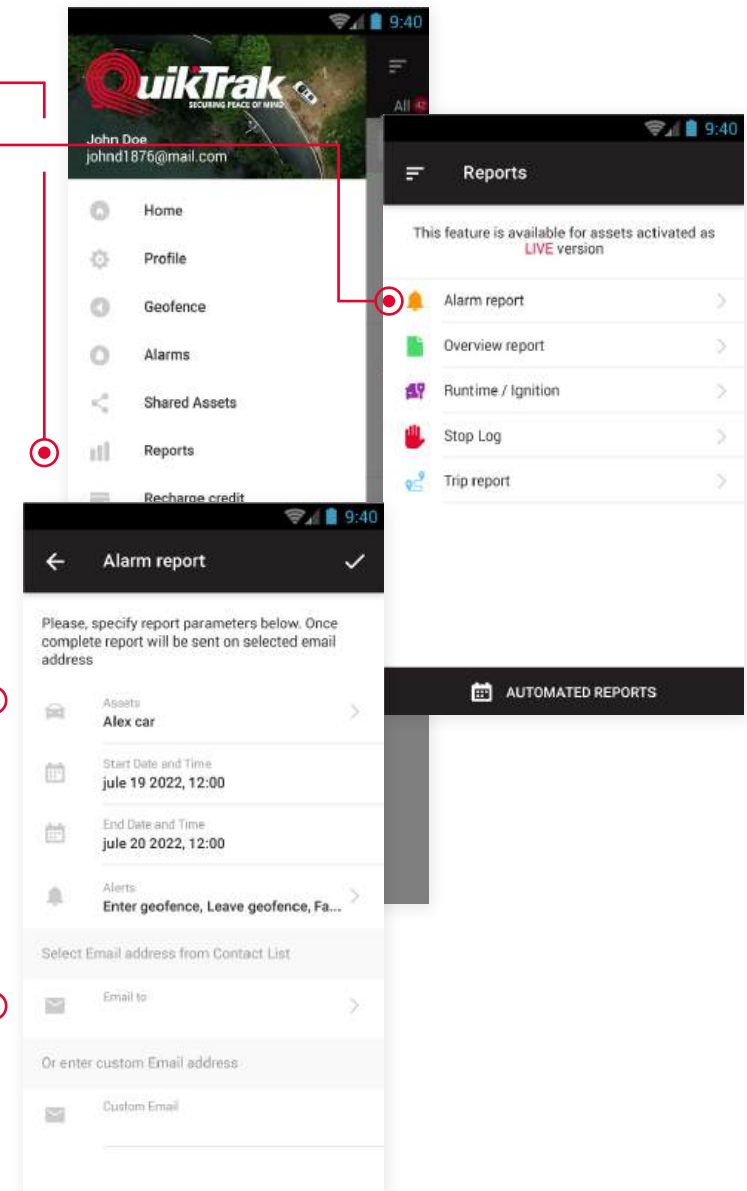 9:40
QuikTrak
SECURING PEACE OF MIND
John Doe
johnd1876@mail.com
All 42
Home
Profile
Geofence
Alarms
Shared Assets
Reports
Recharge credit
9:40
Reports
This feature is available for assets activated as
LIVE version
Alarm report
Overview report
Runtime / Ignition
Stop Log
Trip report
AUTOMATED REPORTS
9:40
Alarm report
Please, specify report parameters below. Once
complete report will be sent on selected email
address
Assets
Alex car
Start Date and Time
jule 19 2022, 12:00
End Date and Time
jule 20 2022, 12:00
Alerts
Enter geofence, Leave geofence, Fa...
Select Email address from Contact List
Email to
Or enter custom Email address
Custom Email